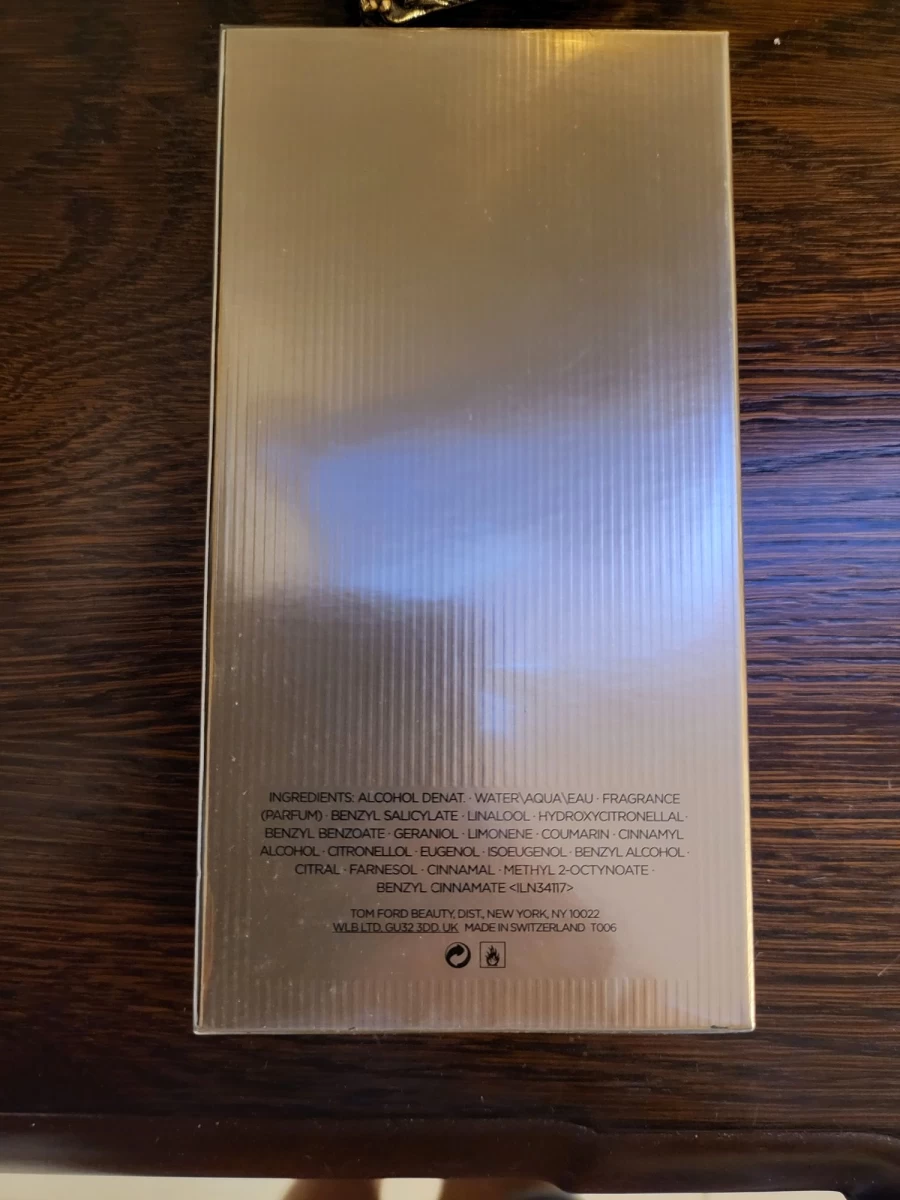 INGREDIENTS: ALCOHOL DENAT. · WATER\AQUA\EAU · FRAGRANCE
(PARFUM) · BENZYL SALICYLATE · LINALOOL · HYDROXYCITRONELLAL ·
BENZYL BENZOATE · GERANIOL · LIMONENE · COUMARIN · CINNAMYL
ALCOHOL · CITRONELLOL · EUGENOL · ISOEUGENOL · BENZYL ALCOHOL ·
CITRAL · FARNESOL · CINNAMAL · METHYL 2-OCTYNOATE ·
BENZYL CINNAMATE <ILN34117>
TOM FORD BEAUTY, DIST., NEW YORK, NY 10022
WLB LTD. GU32 3DD. UK MADE IN SWITZERLAND T006